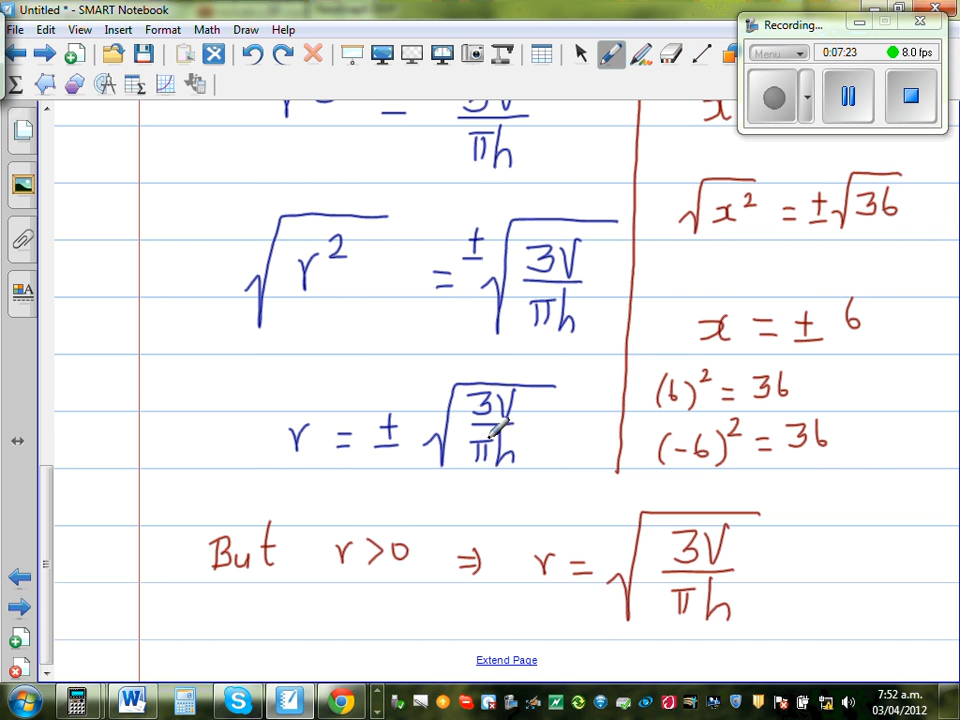 Untitled * - SMART Notebook
File Edit View Insert Format Math Draw Help
Recording...
Menu
0:07:23
8.0 fps
3V/πh
√r² = ±√(3V/πh)
r = ±√(3V/πh)
But r>0 ⇒ r = √(3V/πh)
x
√x² = ±√36
x = ± 6
(6)² = 36
(-6)² = 36
Extend Page
7:52 a.m.
03/04/2012